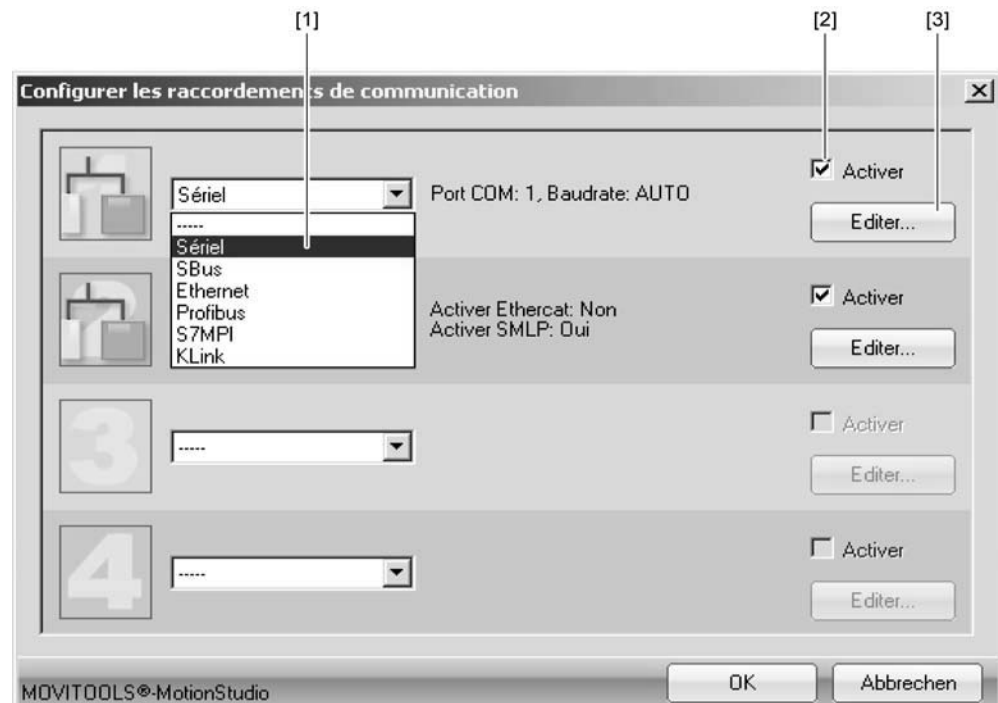 [1] [2] [3]
Configurer les raccordements de communication
Sériel
Port COM: 1, Baudrate: AUTO
Activer
Editer...
-----
Sériel
SBus
Ethernet
Profibus
S7MPI
KLink
Activer Ethercat: Non
Activer SMLP: Oui
Activer
Editer...
3
-----
Activer
Editer...
4
-----
Activer
Editer...
OK
Abbrechen
MOVITOOLS®-MotionStudio